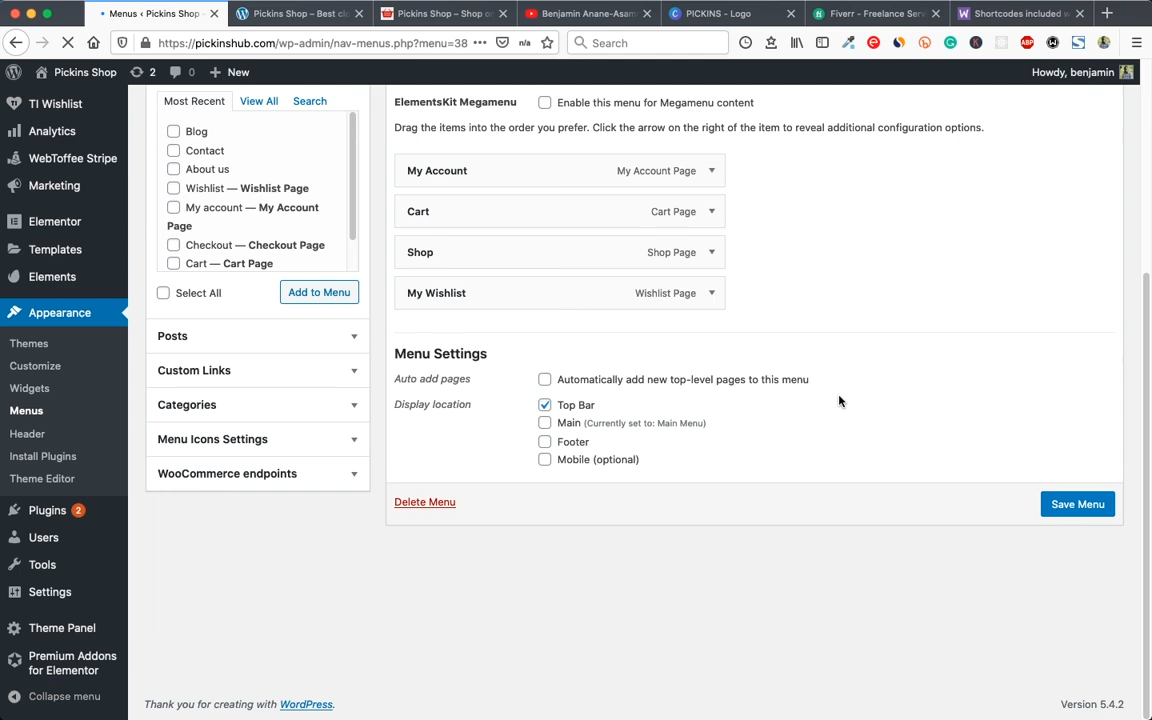 Menus ‹ Pickins Shop
Pickins Shop – Best clo
Pickins Shop – Shop on
Benjamin Anane-Asam
PICKINS - Logo
Fiverr - Freelance Serv
Shortcodes included w
https://pickinshub.com/wp-admin/nav-menus.php?menu=38
n/a
Search
ABP
Pickins Shop
2
0
New
Howdy, benjamin
TI Wishlist
Analytics
WebToffee Stripe
Marketing
Elementor
Templates
Elements
Appearance
Themes
Customize
Widgets
Menus
Header
Install Plugins
Theme Editor
Plugins 2
Users
Tools
Settings
Theme Panel
Premium Addons
for Elementor
Collapse menu
Most Recent
View All
Search
Blog
Contact
About us
Wishlist — Wishlist Page
My account — My Account
Page
Checkout — Checkout Page
Cart — Cart Page
Select All
Add to Menu
Posts
Custom Links
Categories
Menu Icons Settings
WooCommerce endpoints
ElementsKit Megamenu
Enable this menu for Megamenu content
Drag the items into the order you prefer. Click the arrow on the right of the item to reveal additional configuration options.
My Account My Account Page
Cart Cart Page
Shop Shop Page
My Wishlist Wishlist Page
Menu Settings
Auto add pages
Automatically add new top-level pages to this menu
Display location
Top Bar
Main (Currently set to: Main Menu)
Footer
Mobile (optional)
Delete Menu
Save Menu
Thank you for creating with WordPress.
Version 5.4.2